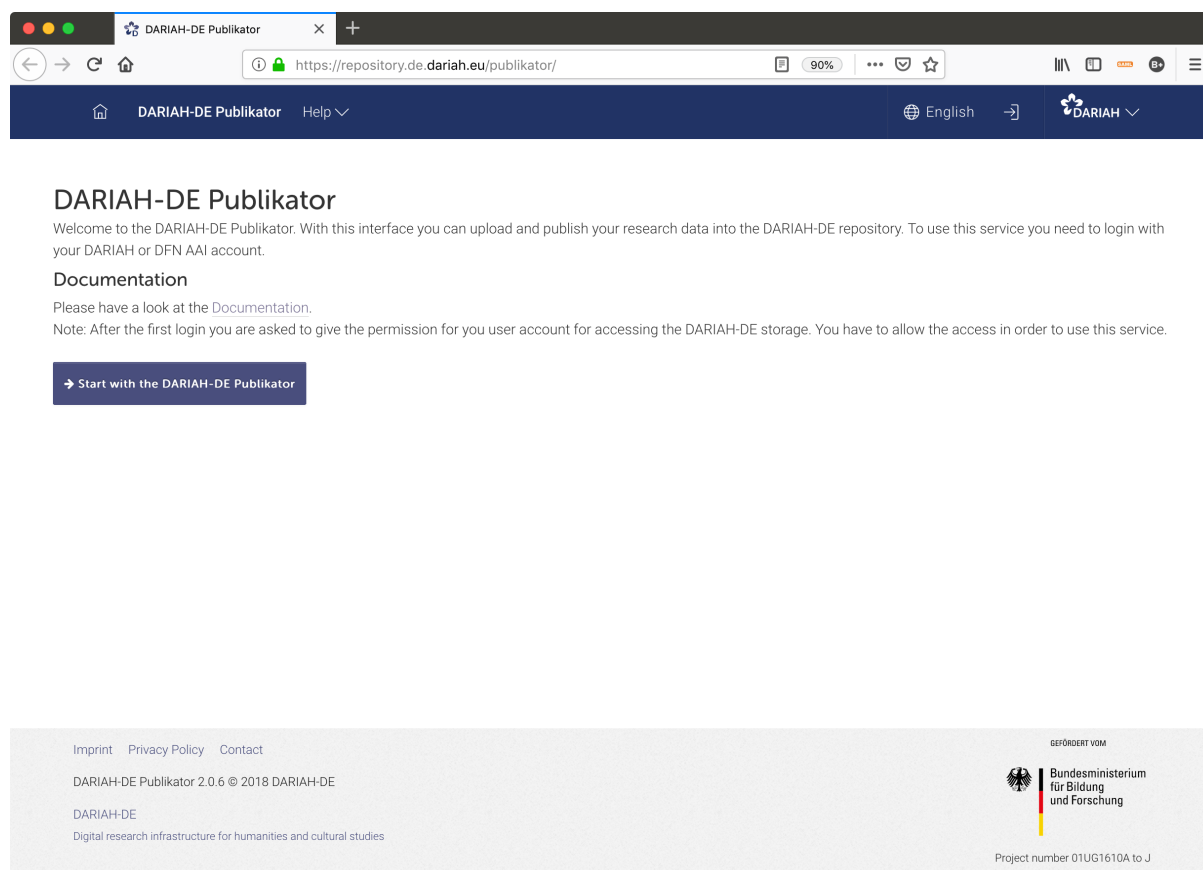 DARIAH-DE Publikator
https://repository.de.dariah.eu/publikator/
90%
DARIAH-DE Publikator Help
English
DARIAH
DARIAH-DE Publikator
Welcome to the DARIAH-DE Publikator. With this interface you can upload and publish your research data into the DARIAH-DE repository. To use this service you need to login with
your DARIAH or DFN AAI account.
Documentation
Please have a look at the Documentation.
Note: After the first login you are asked to give the permission for you user account for accessing the DARIAH-DE storage. You have to allow the access in order to use this service.
Start with the DARIAH-DE Publikator
Imprint Privacy Policy Contact
DARIAH-DE Publikator 2.0.6 © 2018 DARIAH-DE
DARIAH-DE
Digital research infrastructure for humanities and cultural studies
GEFÖRDERT VOM
Bundesministerium
für Bildung
und Forschung
Project number 01UG1610A to J